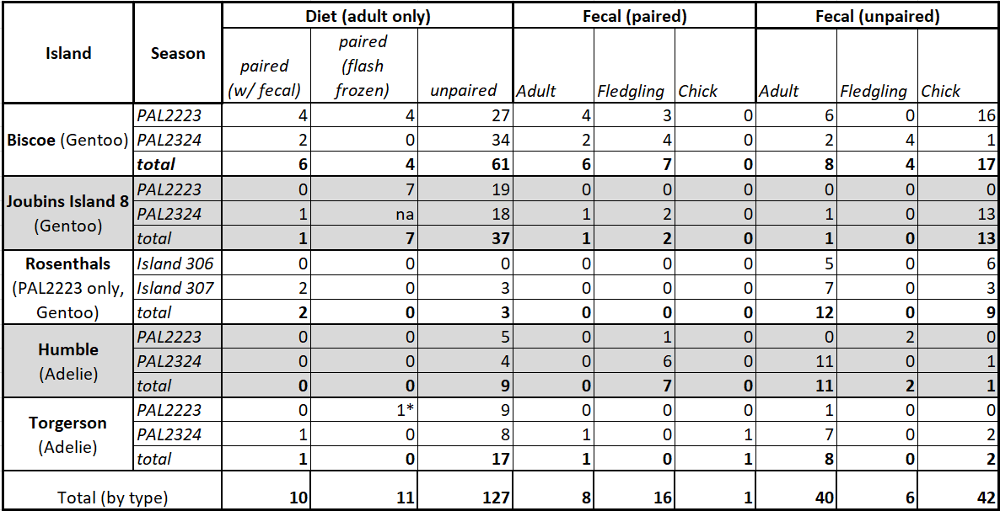 Island Season Diet (adult only) Fecal (paired) Fecal (unpaired)
paired (w/ fecal) paired (flash frozen) unpaired Adult Fledgling Chick Adult Fledgling Chick
Biscoe (Gentoo) PAL2223 4 4 27 4 3 0 6 0 16
PAL2324 2 0 34 2 4 0 2 4 1
total 6 4 61 6 7 0 8 4 17
Joubins Island 8 (Gentoo) PAL2223 0 7 19 0 0 0 0 0 0
PAL2324 1 na 18 1 2 0 1 0 13
total 1 7 37 1 2 0 1 0 13
Rosenthals (PAL2223 only, Gentoo) Island 306 0 0 0 0 0 0 5 0 6
Island 307 2 0 3 0 0 0 7 0 3
total 2 0 3 0 0 0 12 0 9
Humble (Adelie) PAL2223 0 0 5 0 1 0 0 2 0
PAL2324 0 0 4 0 6 0 11 0 1
total 0 0 9 0 7 0 11 2 1
Torgerson (Adelie) PAL2223 0 1* 9 0 0 0 1 0 0
PAL2324 1 0 8 1 0 1 7 0 2
total 1 0 17 1 0 1 8 0 2
Total (by type) 10 11 127 8 16 1 40 6 42